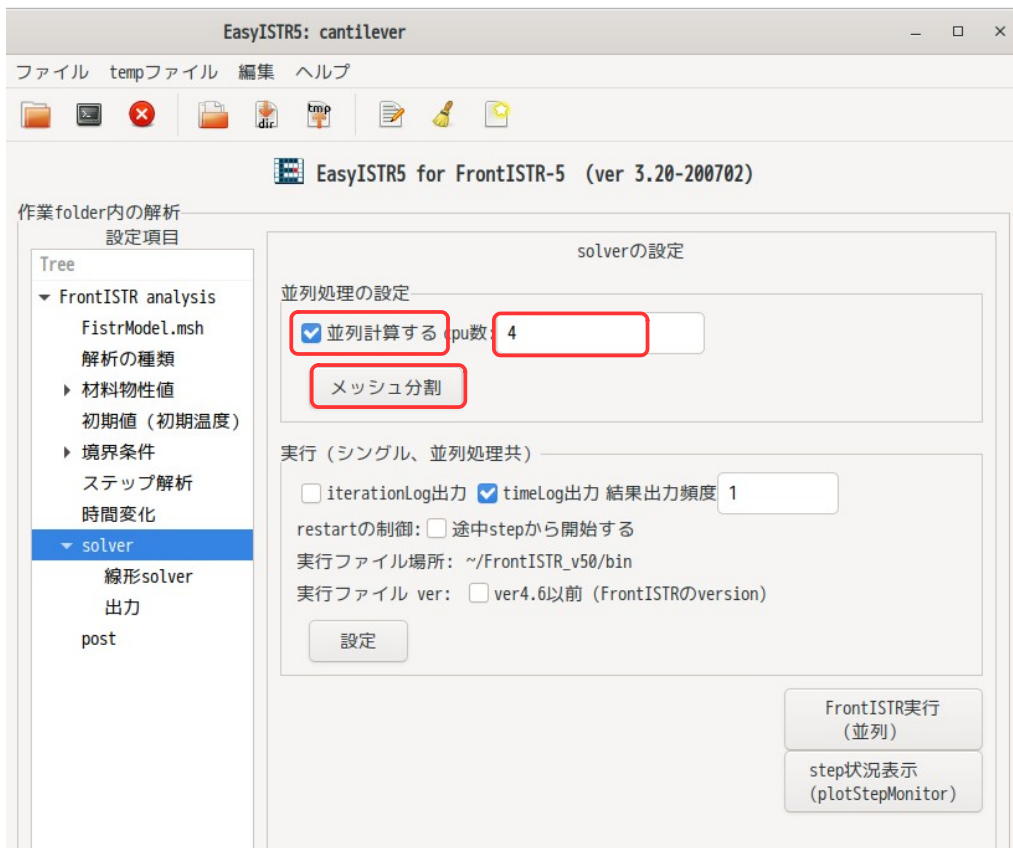 EasyISTR5: cantilever
ファイル tempファイル 編集 ヘルプ
tmp
dir
EasyISTR5 for FrontISTR-5 (ver 3.20-200702)
作業folder内の解析
設定項目
Tree
FrontISTR analysis
FistrModel.msh
解析の種類
材料物性値
初期値（初期温度）
境界条件
ステップ解析
時間変化
solver
線形solver
出力
post
solverの設定
並列処理の設定
並列計算する cpu数: 4
メッシュ分割
実行（シングル、並列処理共）
iterationLog出力 timeLog出力 結果出力頻度 1
restartの制御: 途中stepから開始する
実行ファイル場所: ~/FrontISTR_v50/bin
実行ファイル ver: ver4.6以前（FrontISTRのversion）
設定
FrontISTR実行
(並列)
step状況表示
(plotStepMonitor)